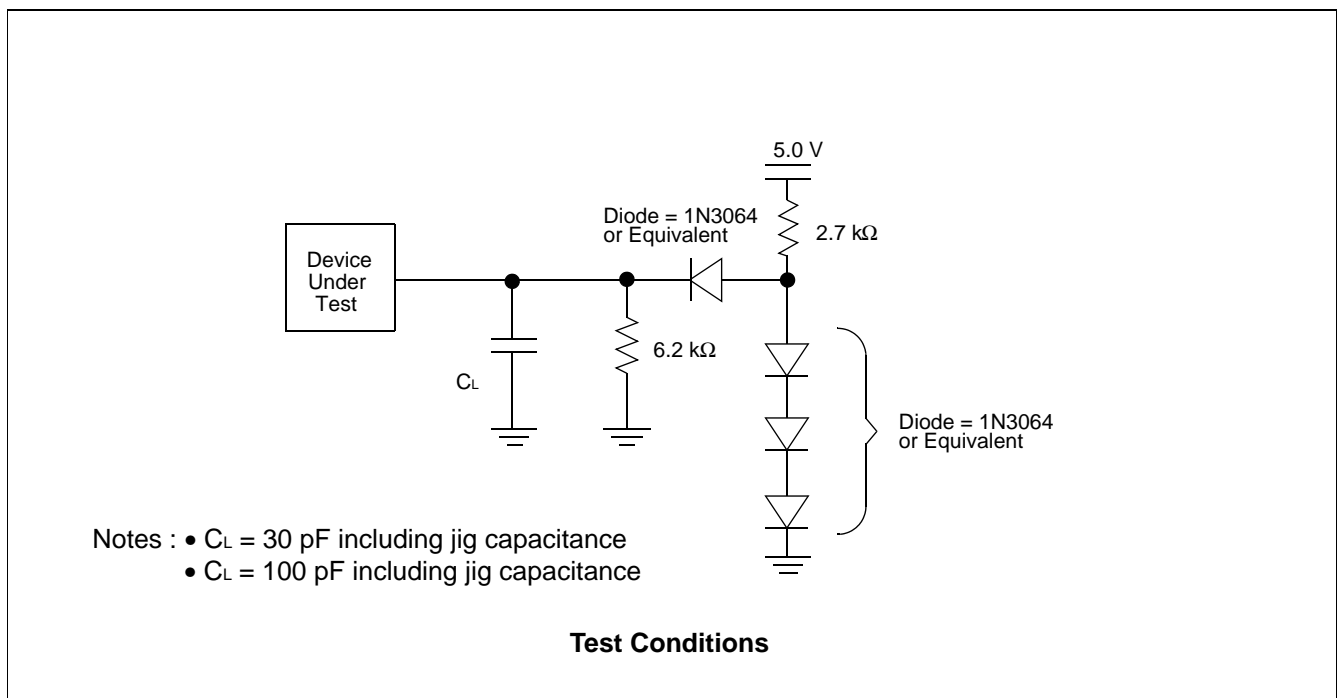 5.0 V
Diode = 1N3064
or Equivalent
2.7 kΩ
Device
Under
Test
6.2 kΩ
CL
Diode = 1N3064
or Equivalent
Notes : • CL = 30 pF including jig capacitance
• CL = 100 pF including jig capacitance
Test Conditions